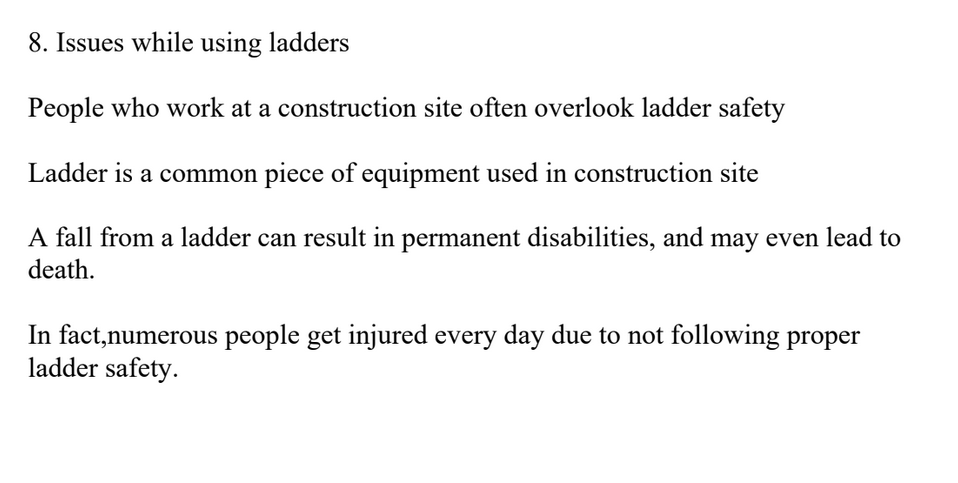 8. Issues while using ladders
People who work at a construction site often overlook ladder safety
Ladder is a common piece of equipment used in construction site
A fall from a ladder can result in permanent disabilities, and may even lead to
death.
In fact,numerous people get injured every day due to not following proper
ladder safety.